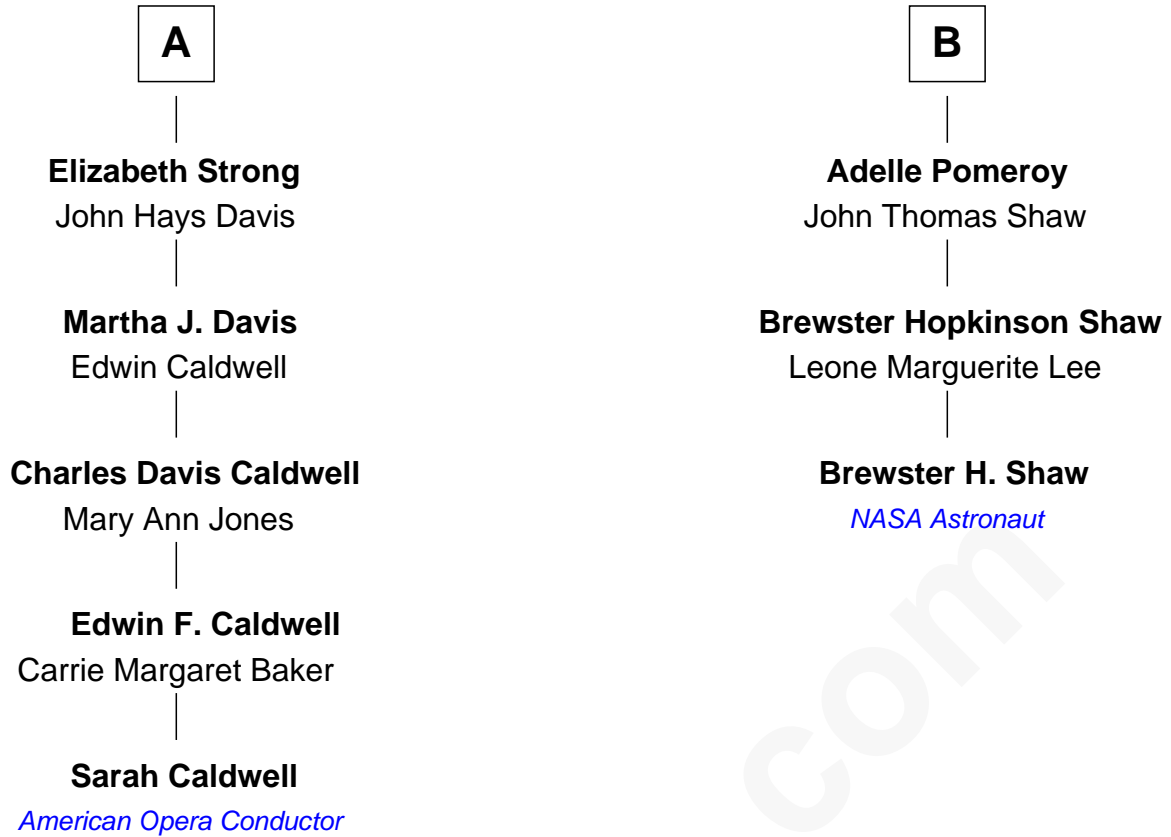 A
Elizabeth Strong
John Hays Davis
Martha J. Davis
Edwin Caldwell
Charles Davis Caldwell
Mary Ann Jones
Edwin F. Caldwell
Carrie Margaret Baker
Sarah Caldwell
American Opera Conductor
B
Adelle Pomeroy
John Thomas Shaw
Brewster Hopkinson Shaw
Leone Marguerite Lee
Brewster H. Shaw
NASA Astronaut
com